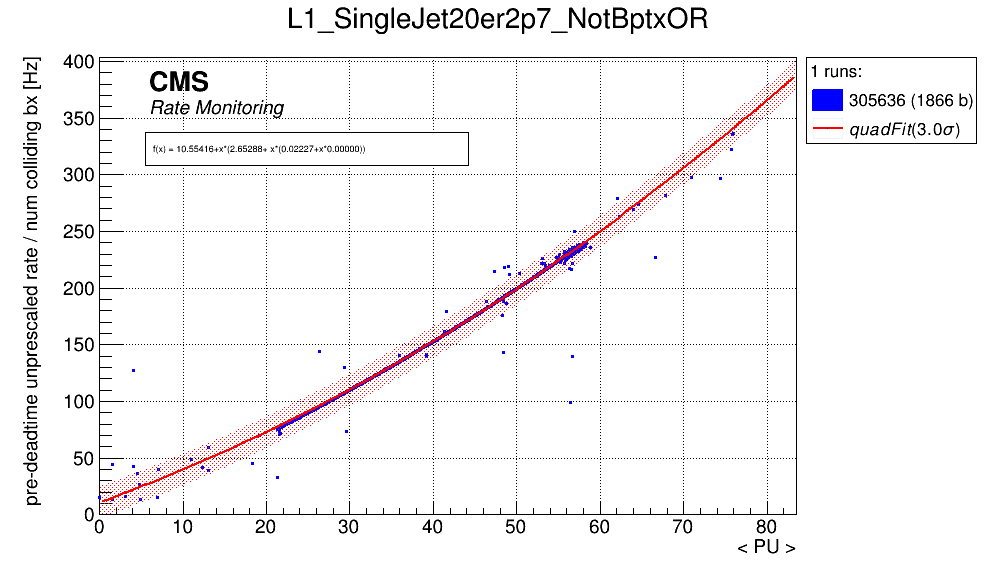 L1_SingleJet20er2p7_NotBptxOR
pre-deadtime unprescaled rate / num colliding bx [Hz]
400
350
300
250
200
150
100
50
0
CMS
Rate Monitoring
f(x) = 10.55416+x*(2.65288+ x*(0.02227+x*0.00000))
1 runs:
305636 (1866 b)
quadFit(3.0σ)
0 10 20 30 40 50 60 70 80
< PU >